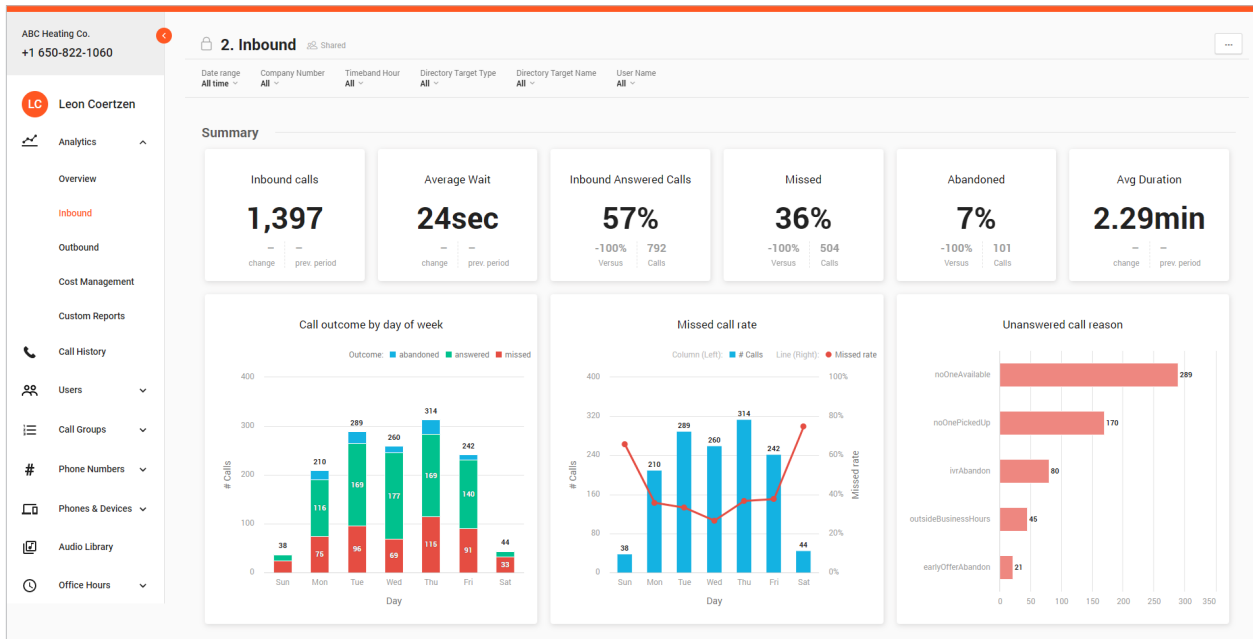 ABC Heating Co.
+1 650-822-1060
LC Leon Coertzen
Analytics
Overview
Inbound
Outbound
Cost Management
Custom Reports
Call History
Users
Call Groups
Phone Numbers
Phones & Devices
Audio Library
Office Hours
2. Inbound Shared
...
Date range Company Number Timeband Hour Directory Target Type Directory Target Name User Name
All time All All All All All
Summary
Inbound calls
1,397
– –
change prev. period
Average Wait
24sec
– –
change prev. period
Inbound Answered Calls
57%
-100% 792
Versus Calls
Missed
36%
-100% 504
Versus Calls
Abandoned
7%
-100% 101
Versus Calls
Avg Duration
2.29min
– –
change prev. period
Call outcome by day of week
Outcome: abandoned answered missed
# Calls
400
300
200
100
0
38
210
116
75
289
169
96
260
177
69
314
169
115
242
140
91
44
33
Sun Mon Tue Wed Thu Fri Sat
Day
Missed call rate
Column (Left): # Calls Line (Right): Missed rate
# Calls
400
320
240
160
80
0
38
210
289
260
314
242
44
100%
80%
60%
40%
20%
0%
Missed rate
Sun Mon Tue Wed Thu Fri Sat
Day
Unanswered call reason
noOneAvailable 289
noOnePickedUp 170
ivrAbandon 80
outsideBusinessHours 45
earlyOfferAbandon 21
0 50 100 150 200 250 300 350